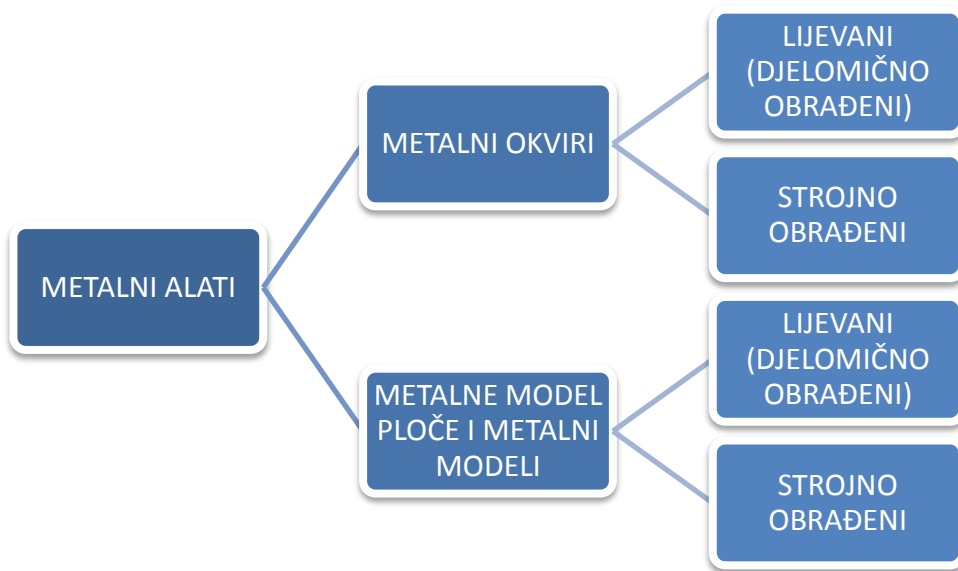 METALNI ALATI
METALNI OKVIRI
LIJEVANI
(DJELOMIČNO
OBRAĐENI)
STROJNO
OBRAĐENI
METALNE MODEL
PLOČE I METALNI
MODELI
LIJEVANI
(DJELOMIČNO
OBRAĐENI)
STROJNO
OBRAĐENI